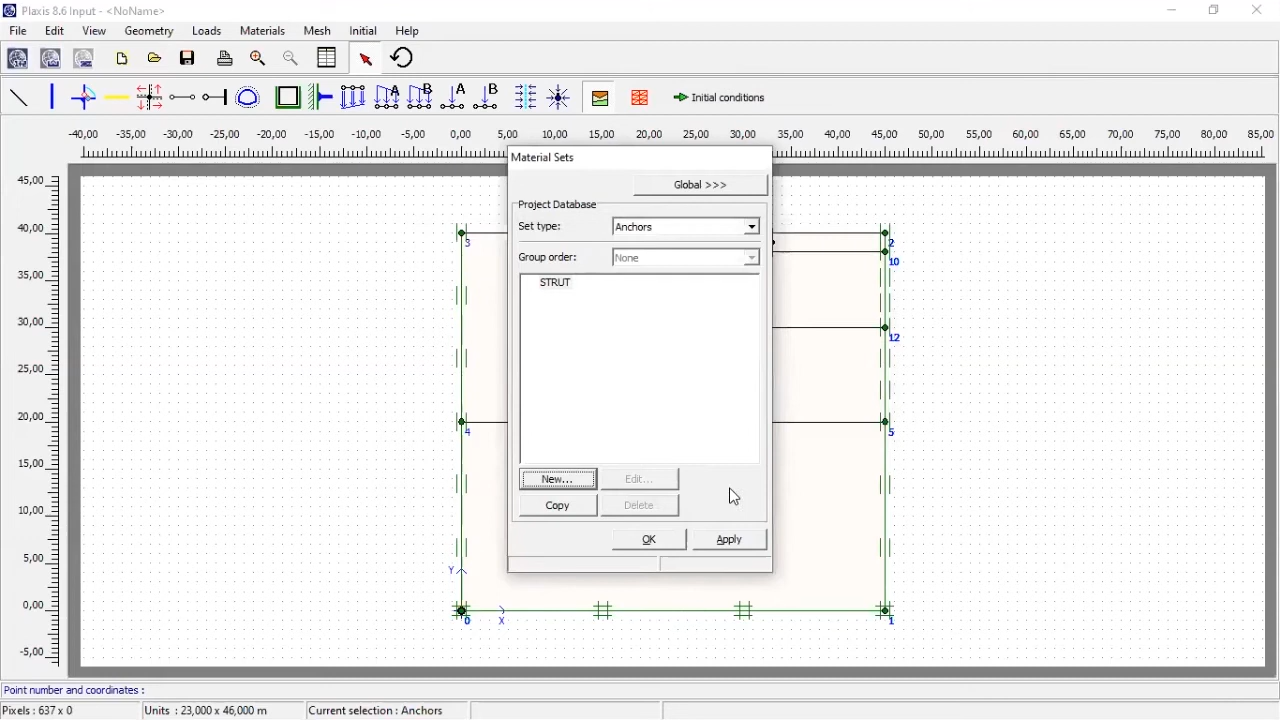 Plaxis 8.6 Input - <NoName>
File Edit View Geometry Loads Materials Mesh Initial Help
A B A B Initial conditions
-40,00 -35,00 -30,00 -25,00 -20,00 -15,00 -10,00 -5,00 0,00 5,00 10,00 15,00 20,00 25,00 30,00 35,00 40,00 45,00 50,00 55,00 60,00 65,00 70,00 75,00 80,00 85,00
45,00
40,00
35,00
30,00
25,00
20,00
15,00
10,00
5,00
0,00
-5,00
3
2
10
12
4
5
Y
0
X
1
Material Sets
Global >>>
Project Database
Set type: Anchors
Group order: None
STRUT
New... Edit...
Copy Delete
OK Apply
Point number and coordinates :
Pixels : 637 x 0 Units : 23,000 x 46,000 m Current selection : Anchors